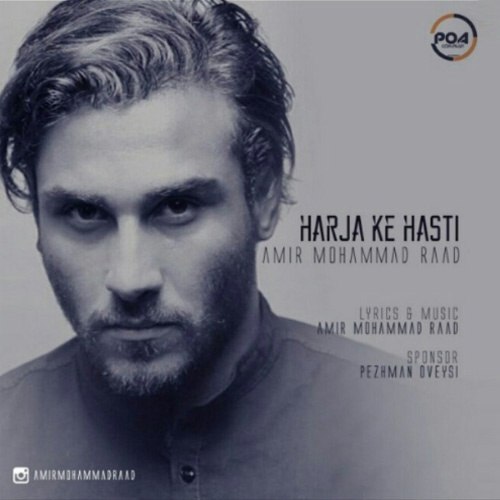 POA
HARJA KE HASTI
AMIR MOHAMMAD RAAD
LYRICS & MUSIC
AMIR MOHAMMAD RAAD
SPONSOR
PEZHMAN OVEYSI
AMIRMOHAMMADRAAD